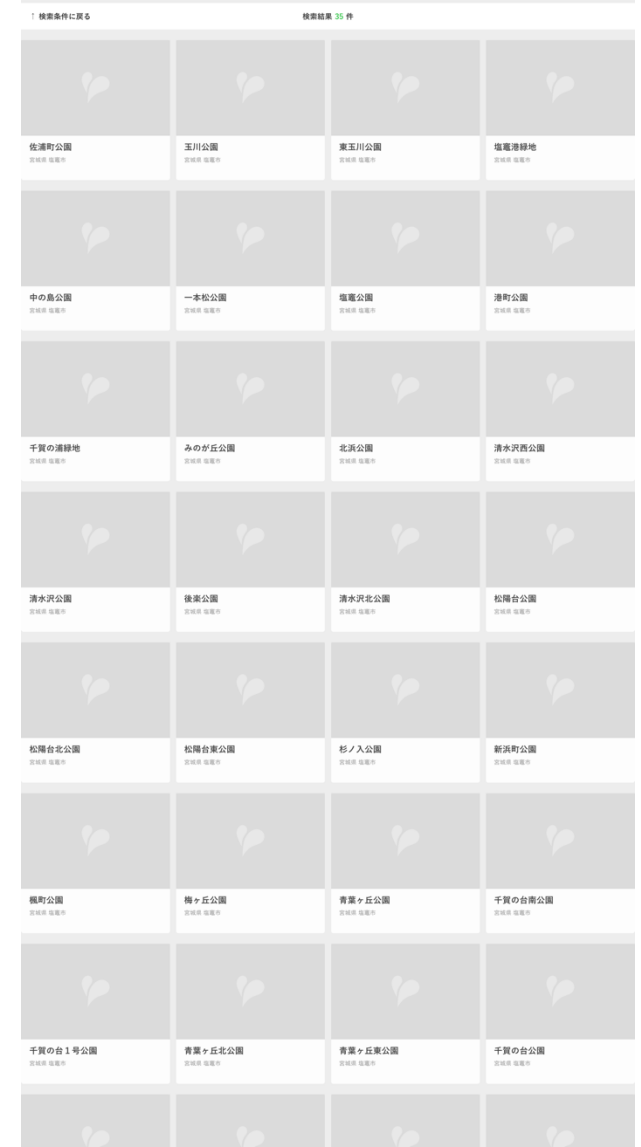 ↑ 検索条件に戻る 検索結果 35 件
佐浦町公園 玉川公園 東玉川公園 塩竈港緑地
宮城県 塩竈市 宮城県 塩竈市 宮城県 塩竈市 宮城県 塩竈市
中の島公園 一本松公園 塩竈公園 港町公園
宮城県 塩竈市 宮城県 塩竈市 宮城県 塩竈市 宮城県 塩竈市
千賀の浦緑地 みのが丘公園 北浜公園 清水沢西公園
宮城県 塩竈市 宮城県 塩竈市 宮城県 塩竈市 宮城県 塩竈市
清水沢公園 後楽公園 清水沢北公園 松陽台公園
宮城県 塩竈市 宮城県 塩竈市 宮城県 塩竈市 宮城県 塩竈市
松陽台北公園 松陽台東公園 杉ノ入公園 新浜町公園
宮城県 塩竈市 宮城県 塩竈市 宮城県 塩竈市 宮城県 塩竈市
楓町公園 梅ヶ丘公園 青葉ヶ丘公園 千賀の台南公園
宮城県 塩竈市 宮城県 塩竈市 宮城県 塩竈市 宮城県 塩竈市
千賀の台1号公園 青葉ヶ丘北公園 青葉ヶ丘東公園 千賀の台公園
宮城県 塩竈市 宮城県 塩竈市 宮城県 塩竈市 宮城県 塩竈市